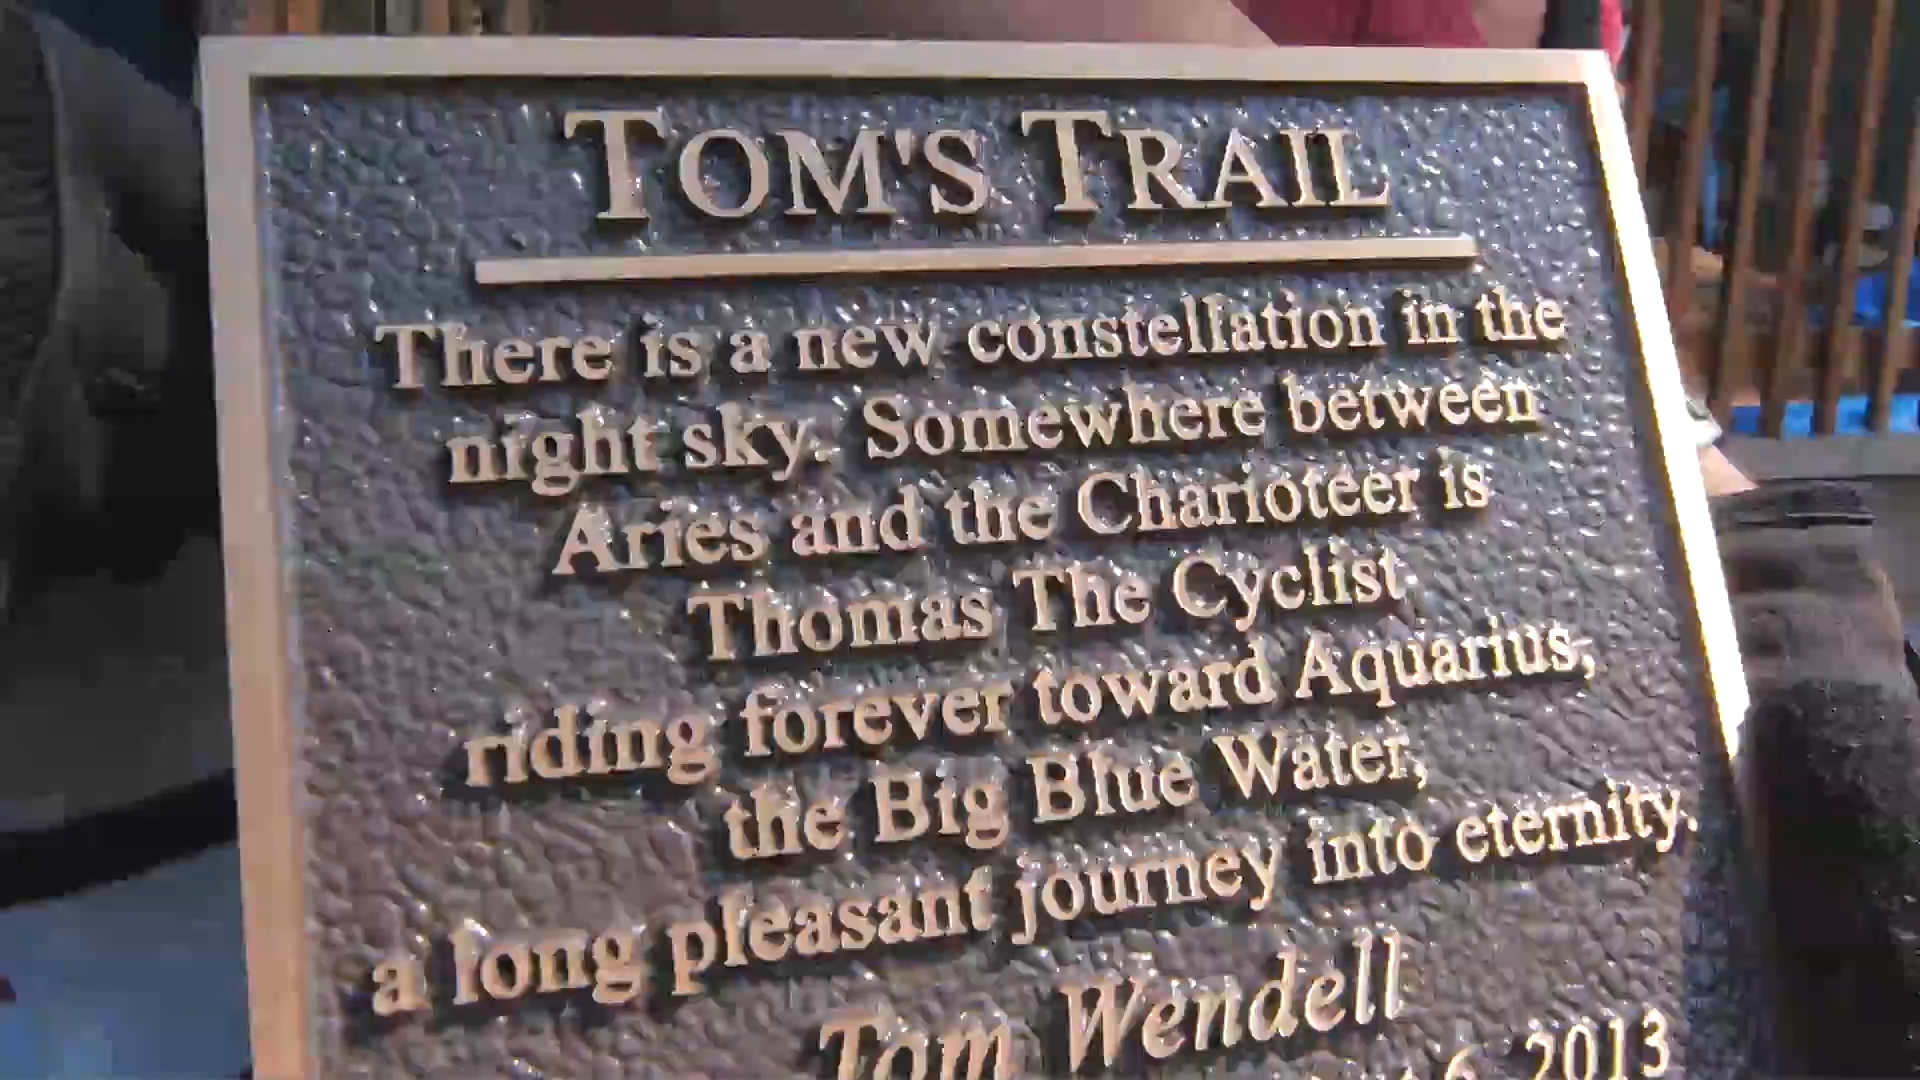 TOM'S TRAIL
There is a new constellation in the
night sky. Somewhere between
Aries and the Charioteer is
Thomas The Cyclist
riding forever toward Aquarius,
the Big Blue Water,
a long pleasant journey into eternity.
Tom Wendell
6, 2013